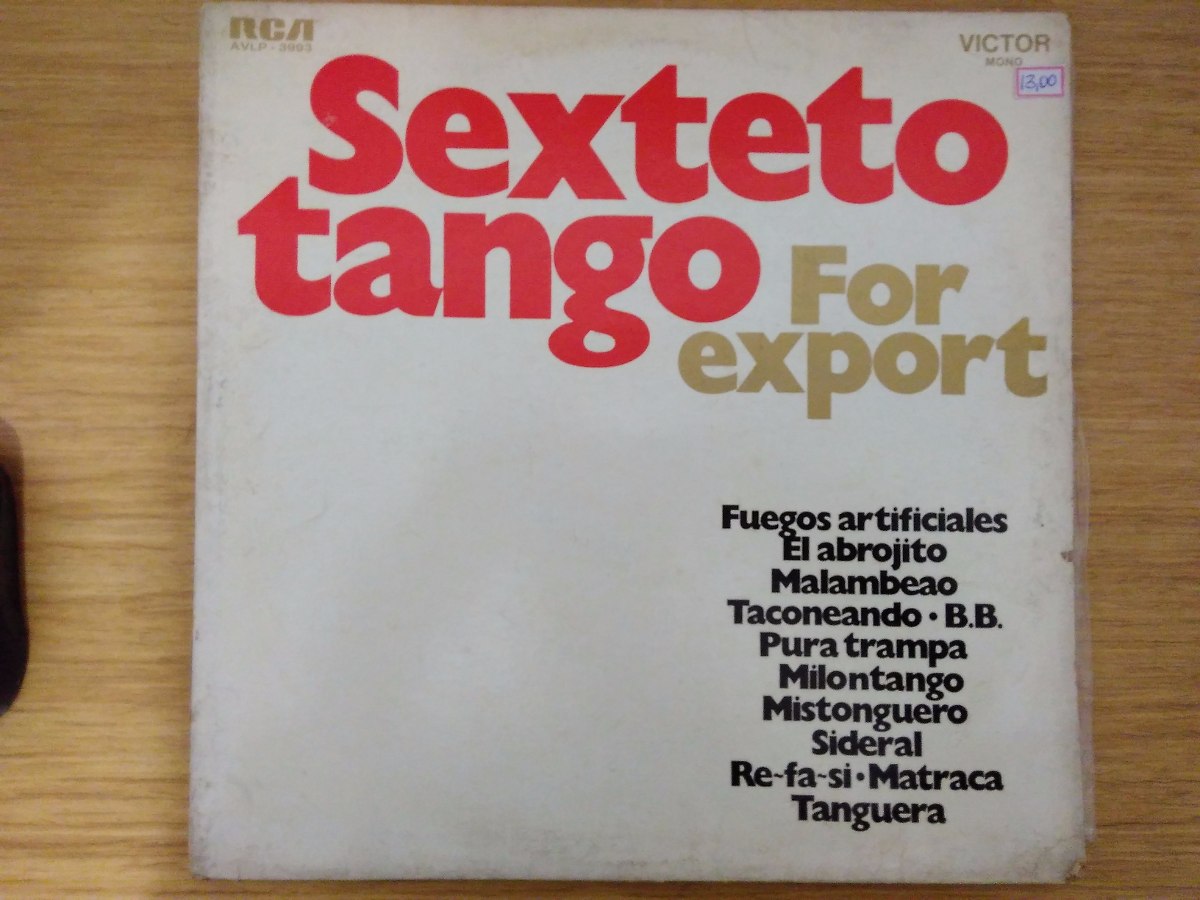 RCA
AVLP - 3993
VICTOR
MONO
13,00
Sexteto
tango
For
export
Fuegos artificiales
El abrojito
Malambeao
Taconeando • B.B.
Pura trampa
Milontango
Mistonguero
Sideral
Re~fa~si • Matraca
Tanguera